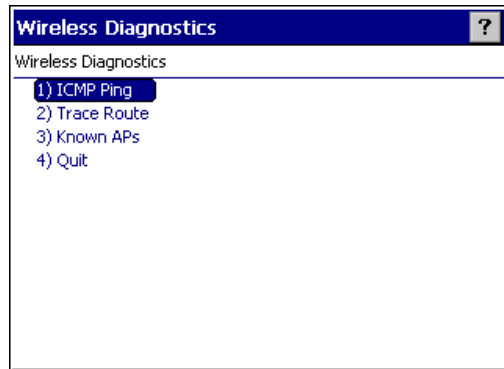 Wireless Diagnostics ?
Wireless Diagnostics
1) ICMP Ping
2) Trace Route
3) Known APs
4) Quit